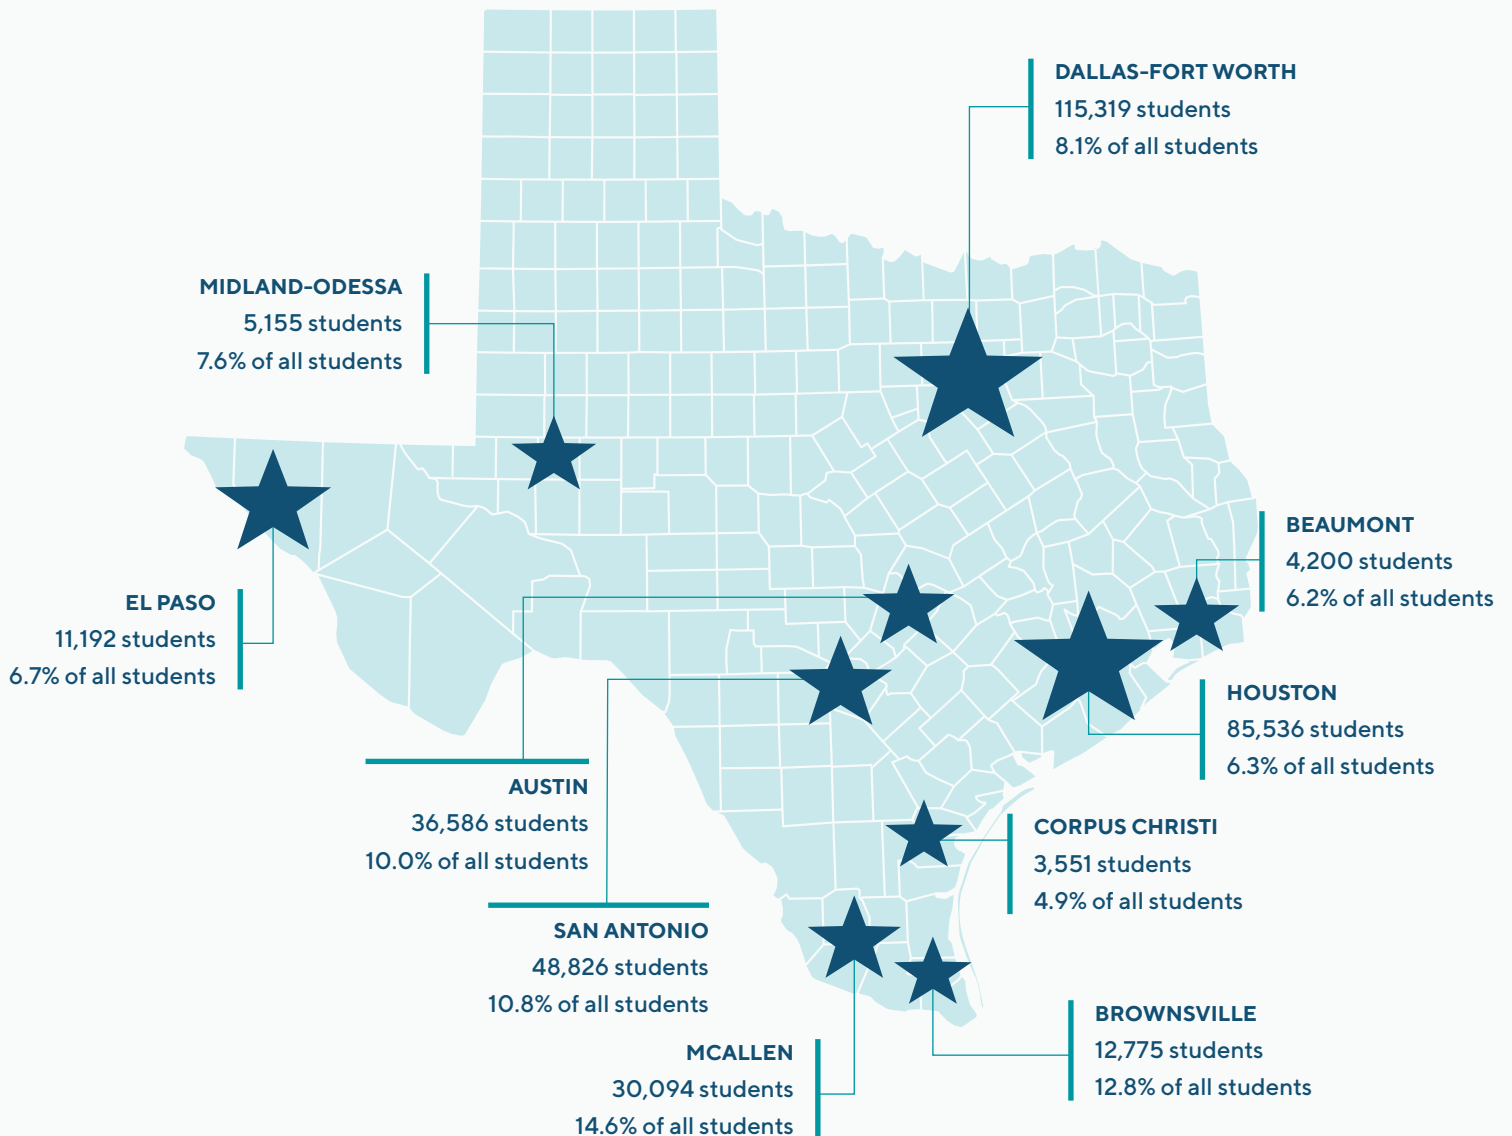 DALLAS-FORT WORTH
115,319 students
8.1% of all students
MIDLAND-ODESSA
5,155 students
7.6% of all students
BEAUMONT
4,200 students
6.2% of all students
EL PASO
11,192 students
6.7% of all students
HOUSTON
85,536 students
6.3% of all students
AUSTIN
36,586 students
10.0% of all students
CORPUS CHRISTI
3,551 students
4.9% of all students
SAN ANTONIO
48,826 students
10.8% of all students
BROWNSVILLE
12,775 students
12.8% of all students
MCALLEN
30,094 students
14.6% of all students